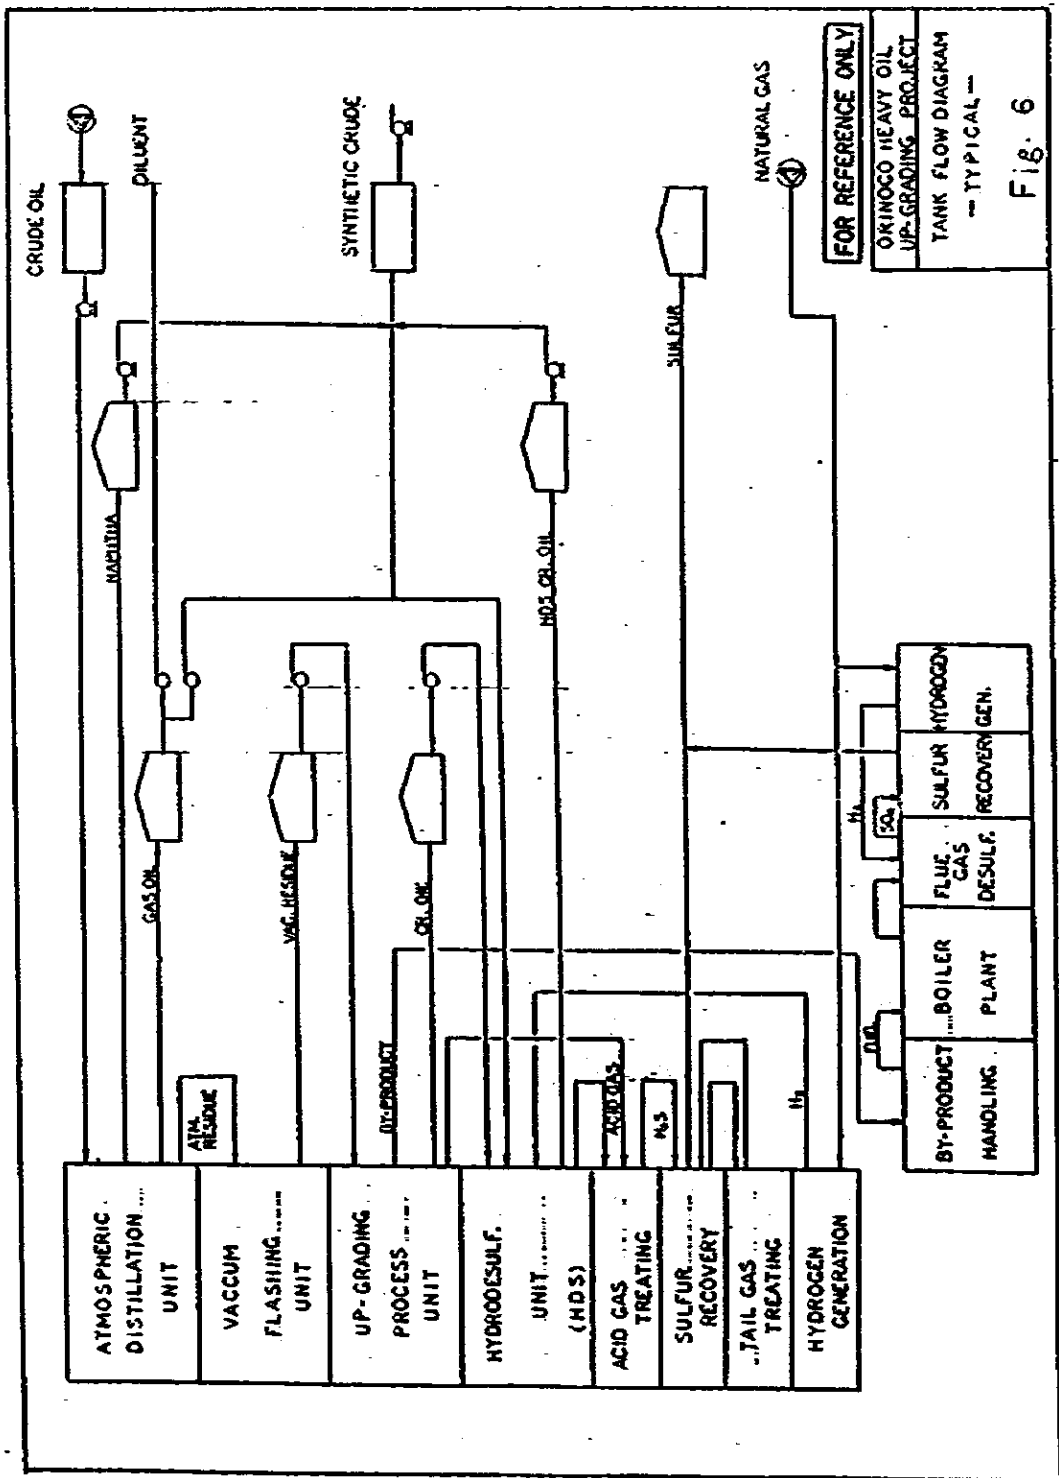 CRUDE OIL
DILUENT
SYNTHETIC CRUDE
NATURAL GAS
NAPHTHA
GAS OIL
ATM.
RESIDUE
VAC. RESIDUE
BY-PRODUCT
CR. OIL
HDS CR. OIL
ACID GAS
H₂S
SULFUR
H₂
ATMOSPHERIC
DISTILLATION
UNIT
VACCUM
FLASHING
UNIT
UP-GRADING
PROCESS
UNIT
HYDRODESULF.
UNIT
(HDS)
ACID GAS
TREATING
SULFUR
RECOVERY
TAIL GAS
TREATING
HYDROGEN
GENERATION
BY-PRODUCT
HANDLING
BOILER
PLANT
FLUE
GAS
DESULF.
SULFUR
RECOVERY
HYDROGEN
GEN.
SO₂
FOR REFERENCE ONLY
ORINOCO HEAVY OIL
UP-GRADING PROJECT
TANK FLOW DIAGRAM
- TYPICAL -
Fig. 6